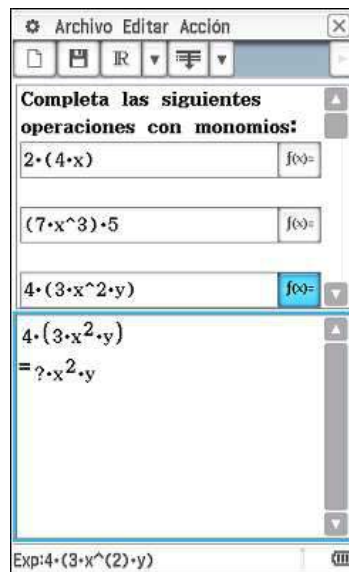 Archivo Editar Acción
ℝ
Completa las siguientes
operaciones con monomios:
2·(4·x) f(x)=
(7·x^3)·5 f(x)=
4·(3·x^2·y) f(x)=
4·(3·x²·y)
=?·x²·y
Exp:4·(3·x^(2)·y)